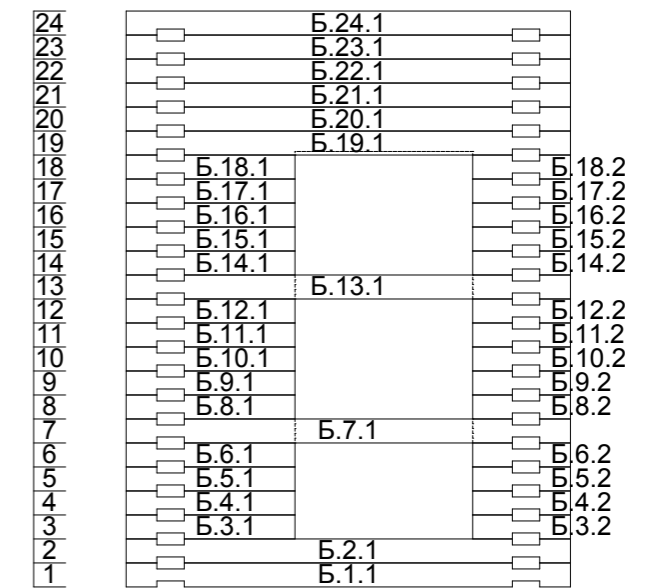 24 Б.24.1
23 Б.23.1
22 Б.22.1
21 Б.21.1
20 Б.20.1
19 Б.19.1
18 Б.18.1 Б.18.2
17 Б.17.1 Б.17.2
16 Б.16.1 Б.16.2
15 Б.15.1 Б.15.2
14 Б.14.1 Б.14.2
13 Б.13.1
12 Б.12.1 Б.12.2
11 Б.11.1 Б.11.2
10 Б.10.1 Б.10.2
9 Б.9.1 Б.9.2
8 Б.8.1 Б.8.2
7 Б.7.1
6 Б.6.1 Б.6.2
5 Б.5.1 Б.5.2
4 Б.4.1 Б.4.2
3 Б.3.1 Б.3.2
2 Б.2.1
1 Б.1.1